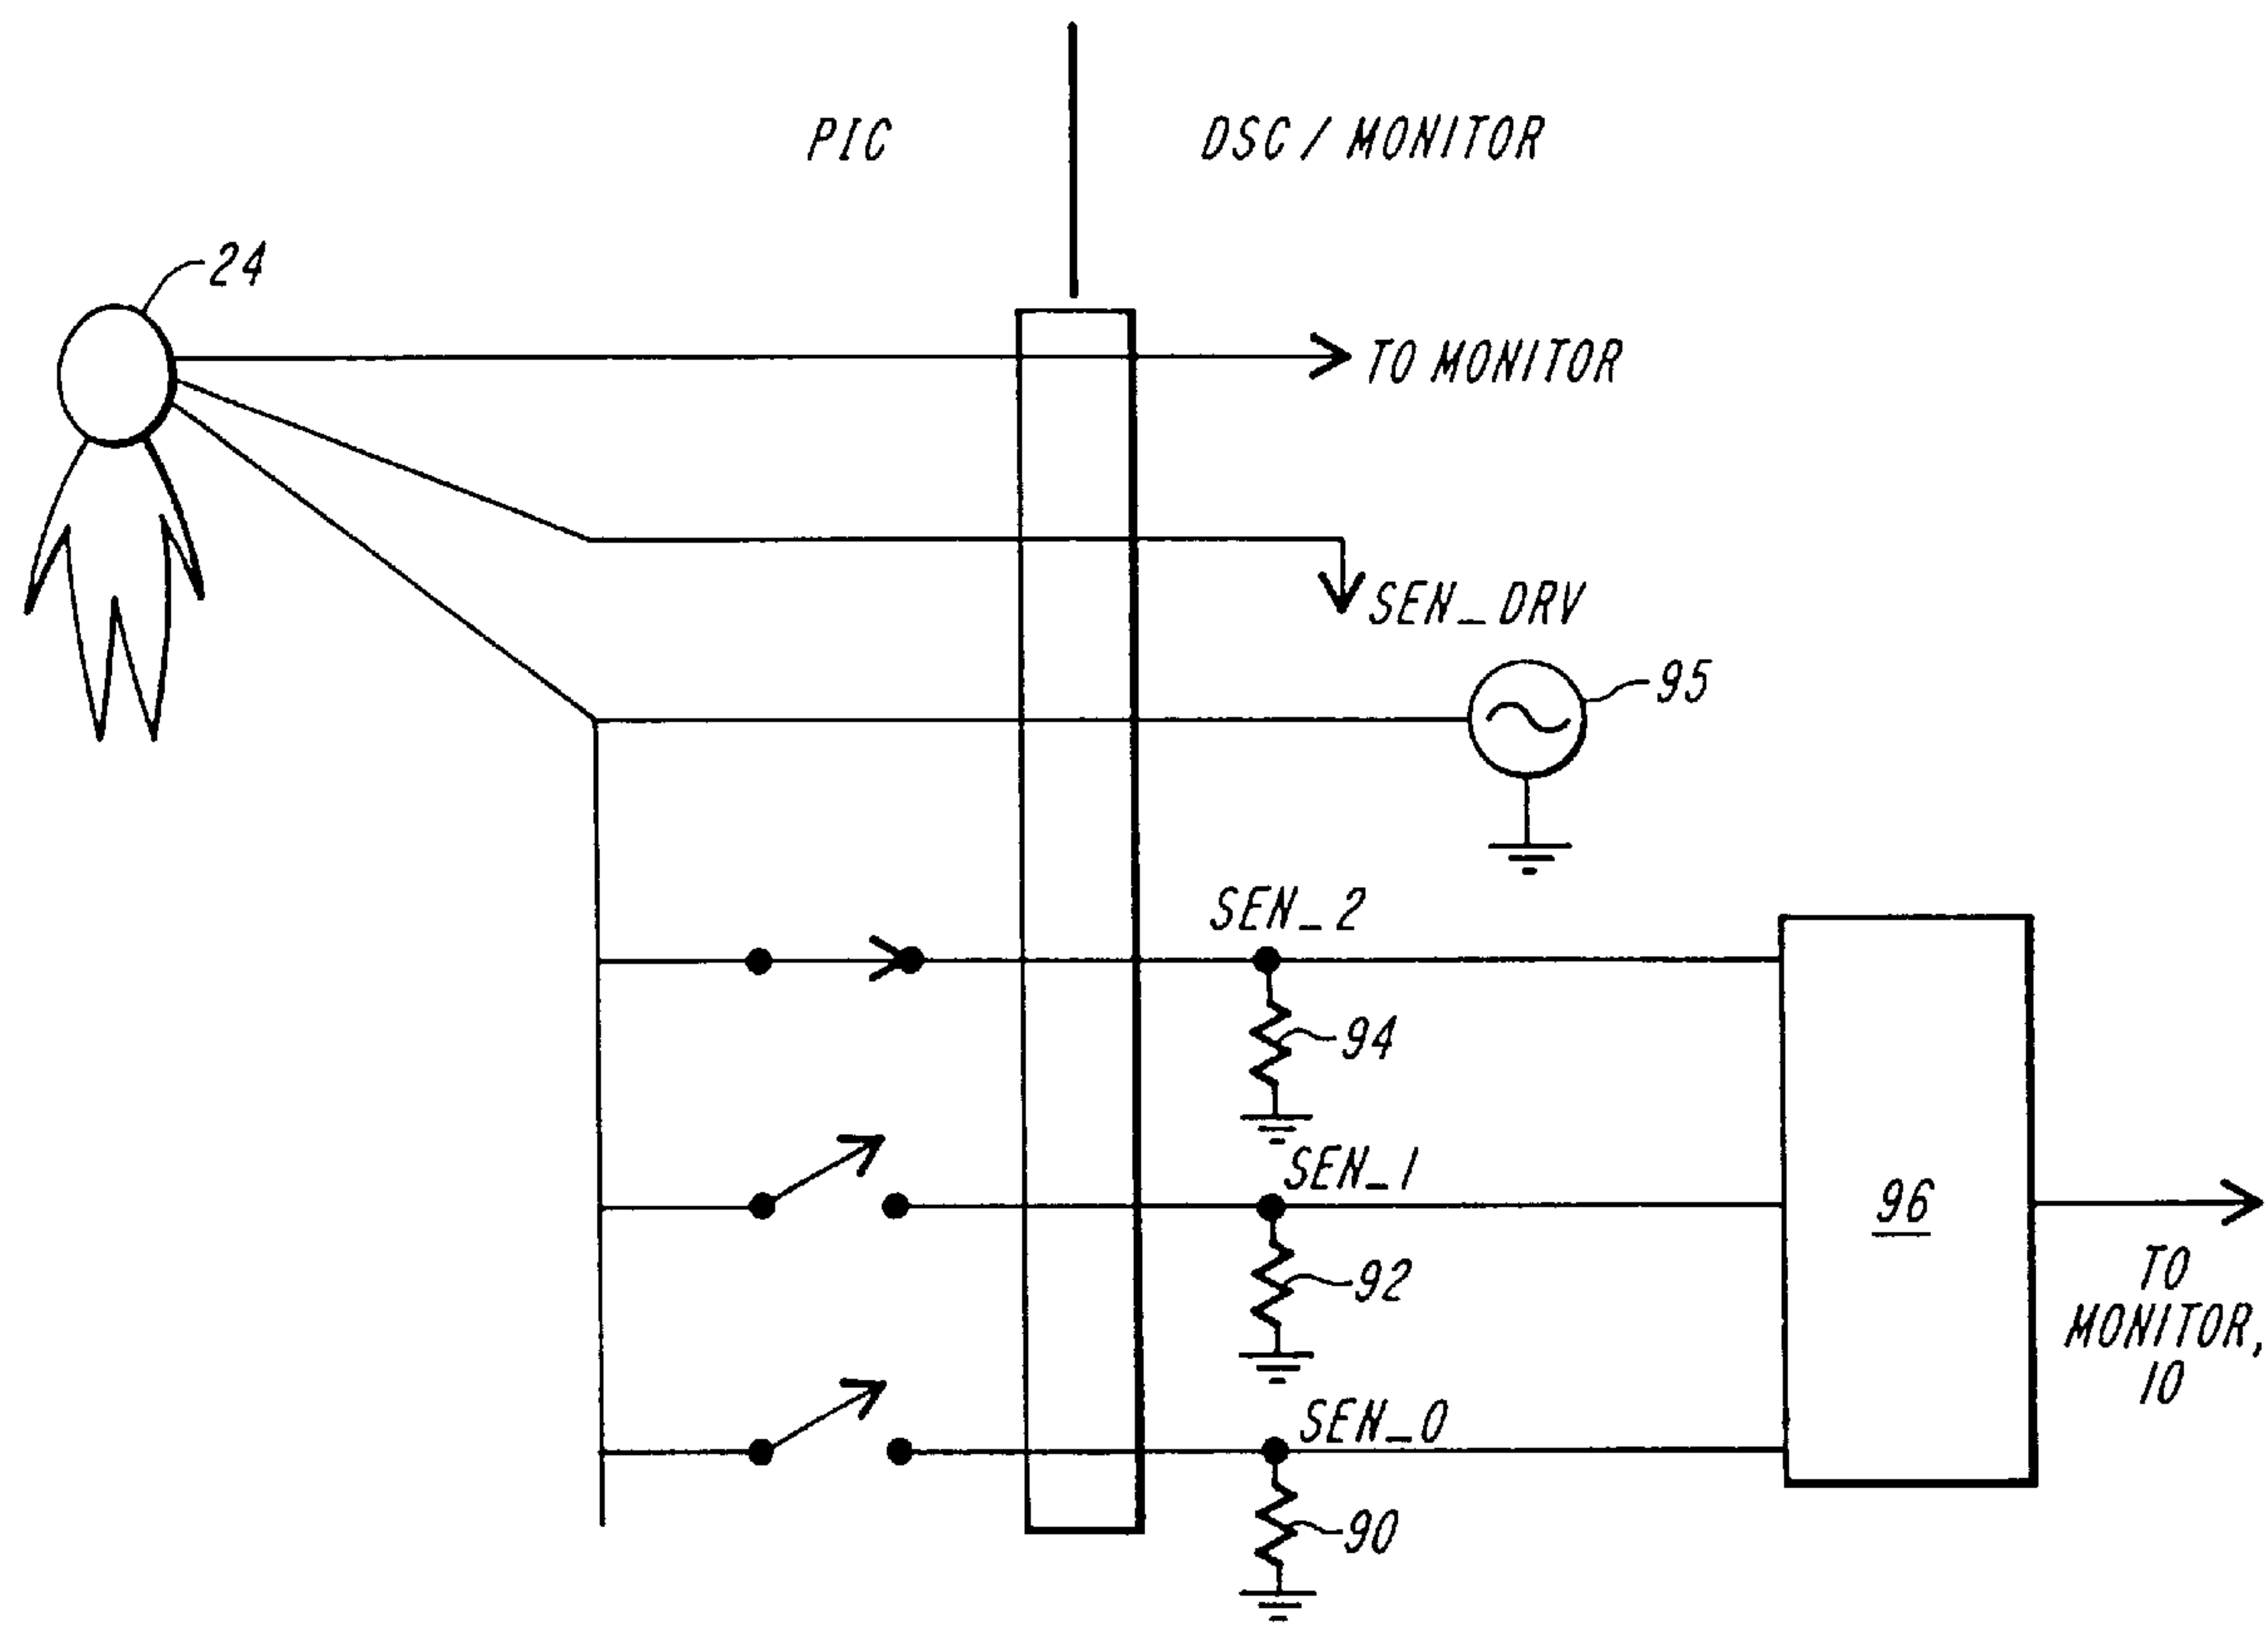 PIC
DSC / MONITOR
24
TO MONITOR
SEN_DRV
95
SEN_2
94
SEN_1
96
92
TO
MONITOR,
10
SEN_0
90